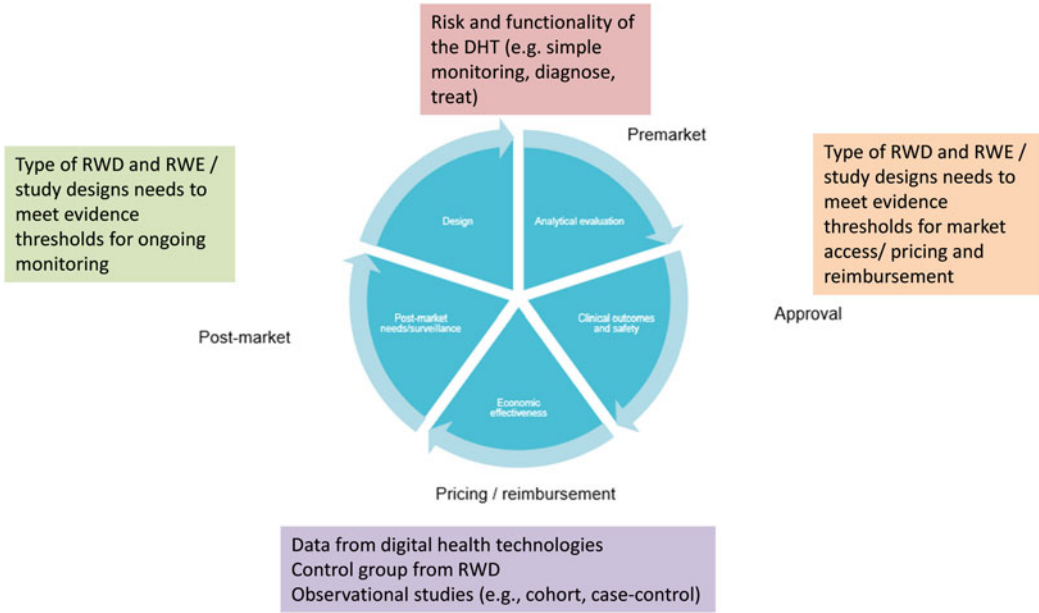 Risk and functionality of
the DHT (e.g. simple
monitoring, diagnose,
treat)
Premarket
Type of RWD and RWE /
study designs needs to
meet evidence
thresholds for ongoing
monitoring
Type of RWD and RWE /
study designs needs to
meet evidence
thresholds for market
access/ pricing and
reimbursement
Design
Analytical evaluation
Post-market
needs/surveillance
Clinical outcomes
and safety
Economic
effectiveness
Approval
Post-market
Pricing / reimbursement
Data from digital health technologies
Control group from RWD
Observational studies (e.g., cohort, case-control)